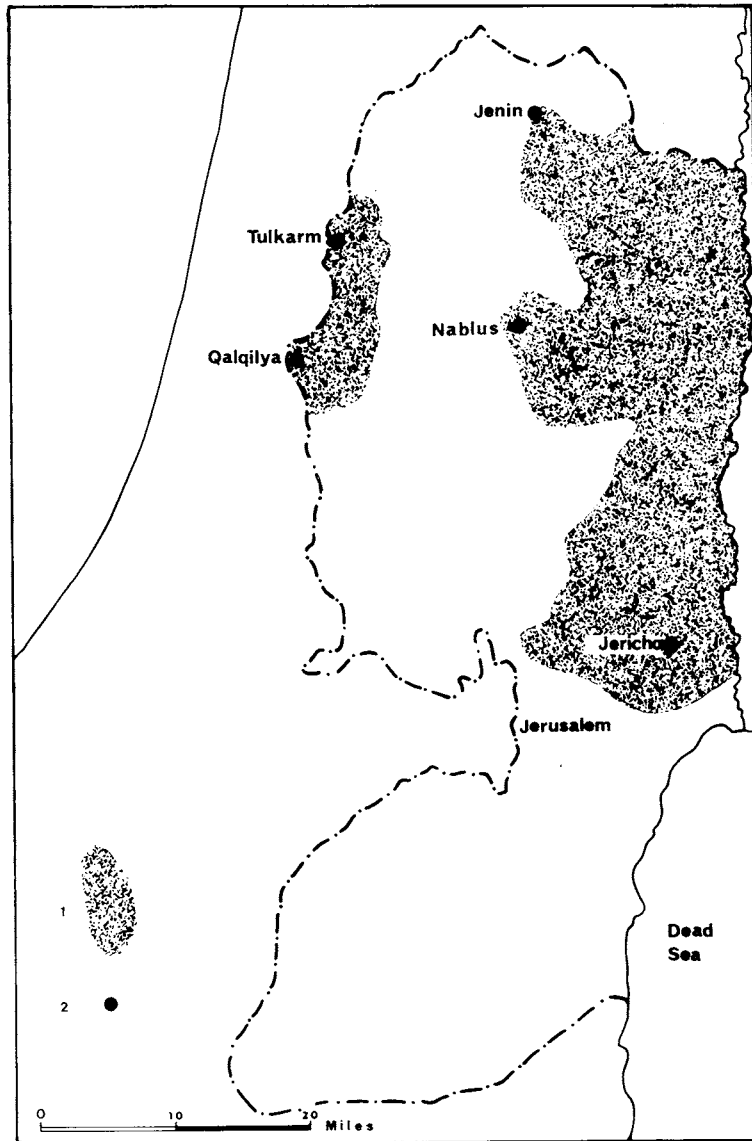 Jenin
Tulkarm
Nablus
Qalqilya
Jericho
Jerusalem
Dead
Sea
1
2
0 10 20 Miles